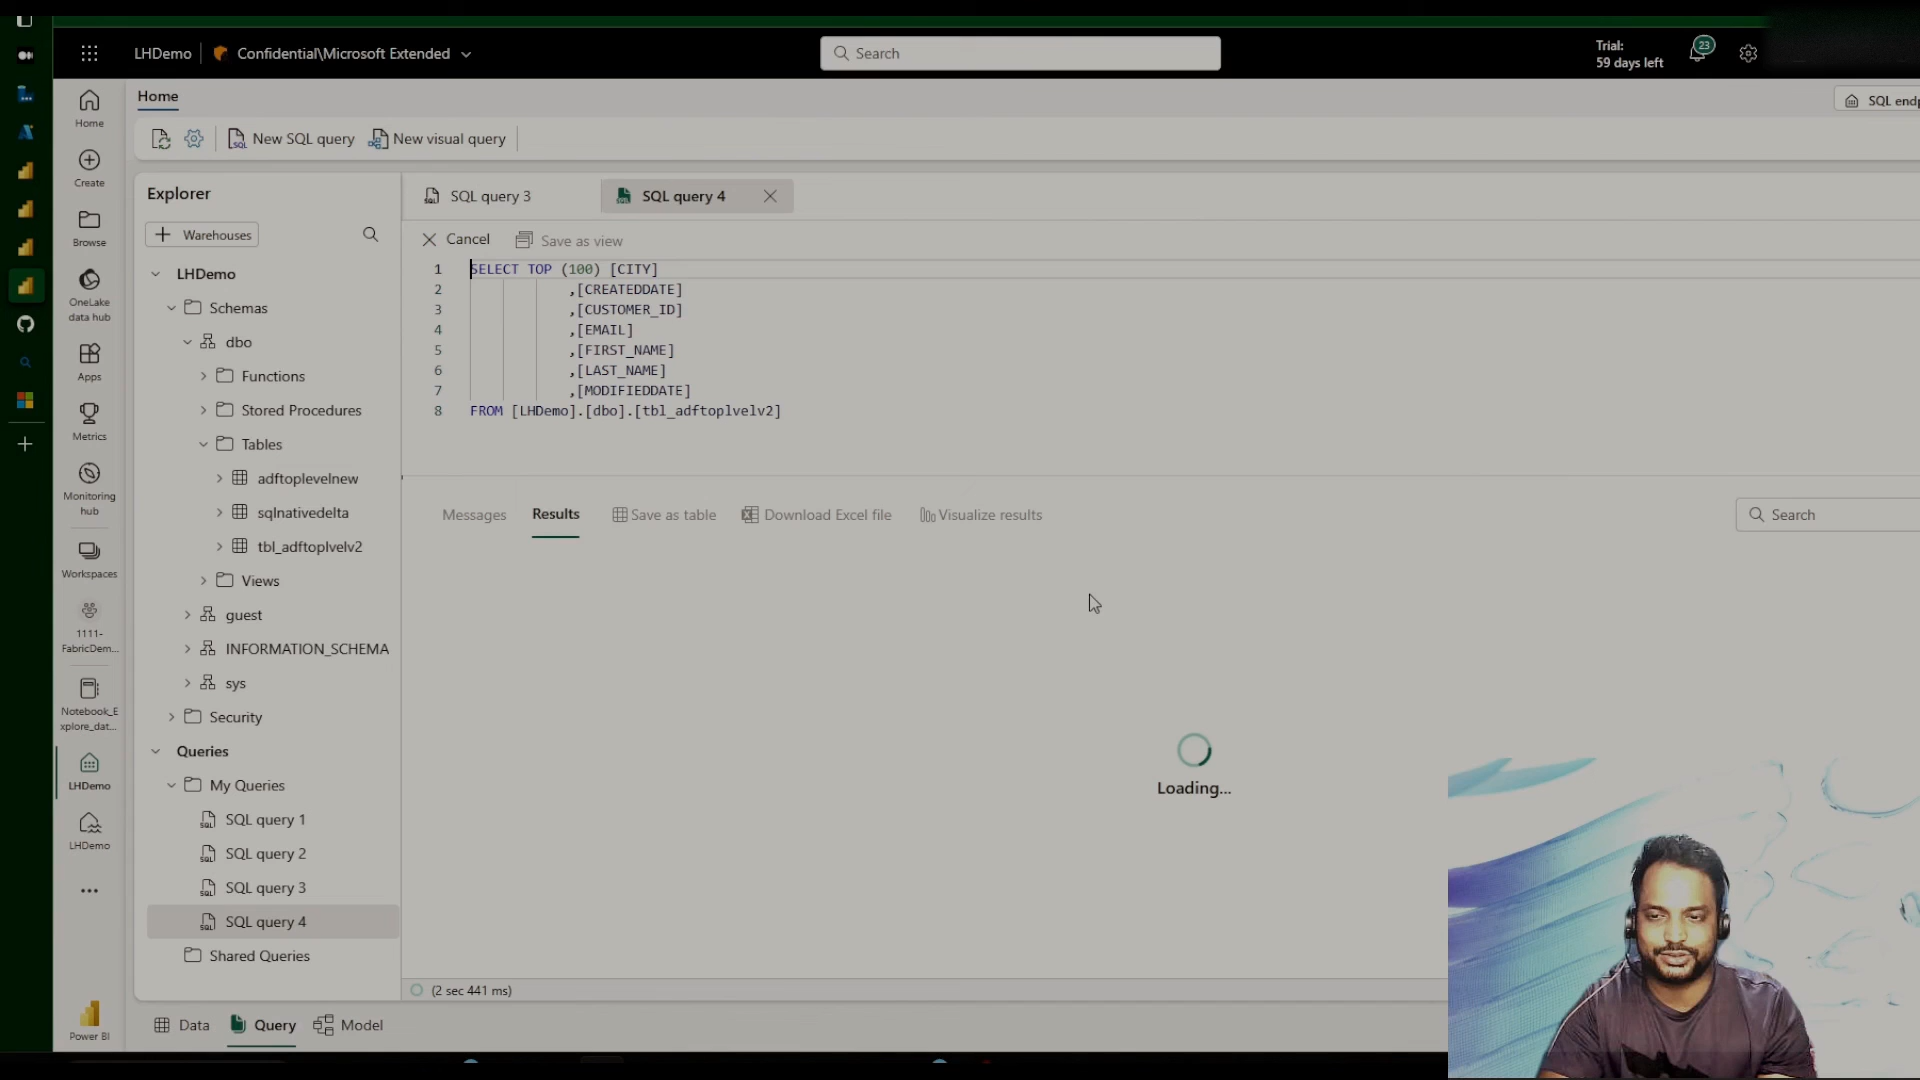 LHDemo
Confidential\Microsoft Extended
Search
Trial:
59 days left
23
Home
SQL endp
New SQL query
New visual query
Home
Create
Browse
OneLake
data hub
Apps
Metrics
Monitoring
hub
Workspaces
1111-
FabricDem...
Notebook_E
xplore_dat...
LHDemo
LHDemo
Power BI
Explorer
Warehouses
LHDemo
Schemas
dbo
Functions
Stored Procedures
Tables
adftoplevelnew
sqlnativedelta
tbl_adftoplvelv2
Views
guest
INFORMATION_SCHEMA
sys
Security
Queries
My Queries
SQL query 1
SQL query 2
SQL query 3
SQL query 4
Shared Queries
SQL query 3
SQL query 4
Cancel
Save as view
1 SELECT TOP (100) [CITY]
2 ,[CREATEDDATE]
3 ,[CUSTOMER_ID]
4 ,[EMAIL]
5 ,[FIRST_NAME]
6 ,[LAST_NAME]
7 ,[MODIFIEDDATE]
8 FROM [LHDemo].[dbo].[tbl_adftoplvelv2]
Messages
Results
Save as table
Download Excel file
Visualize results
Search
Loading...
(2 sec 441 ms)
Data
Query
Model